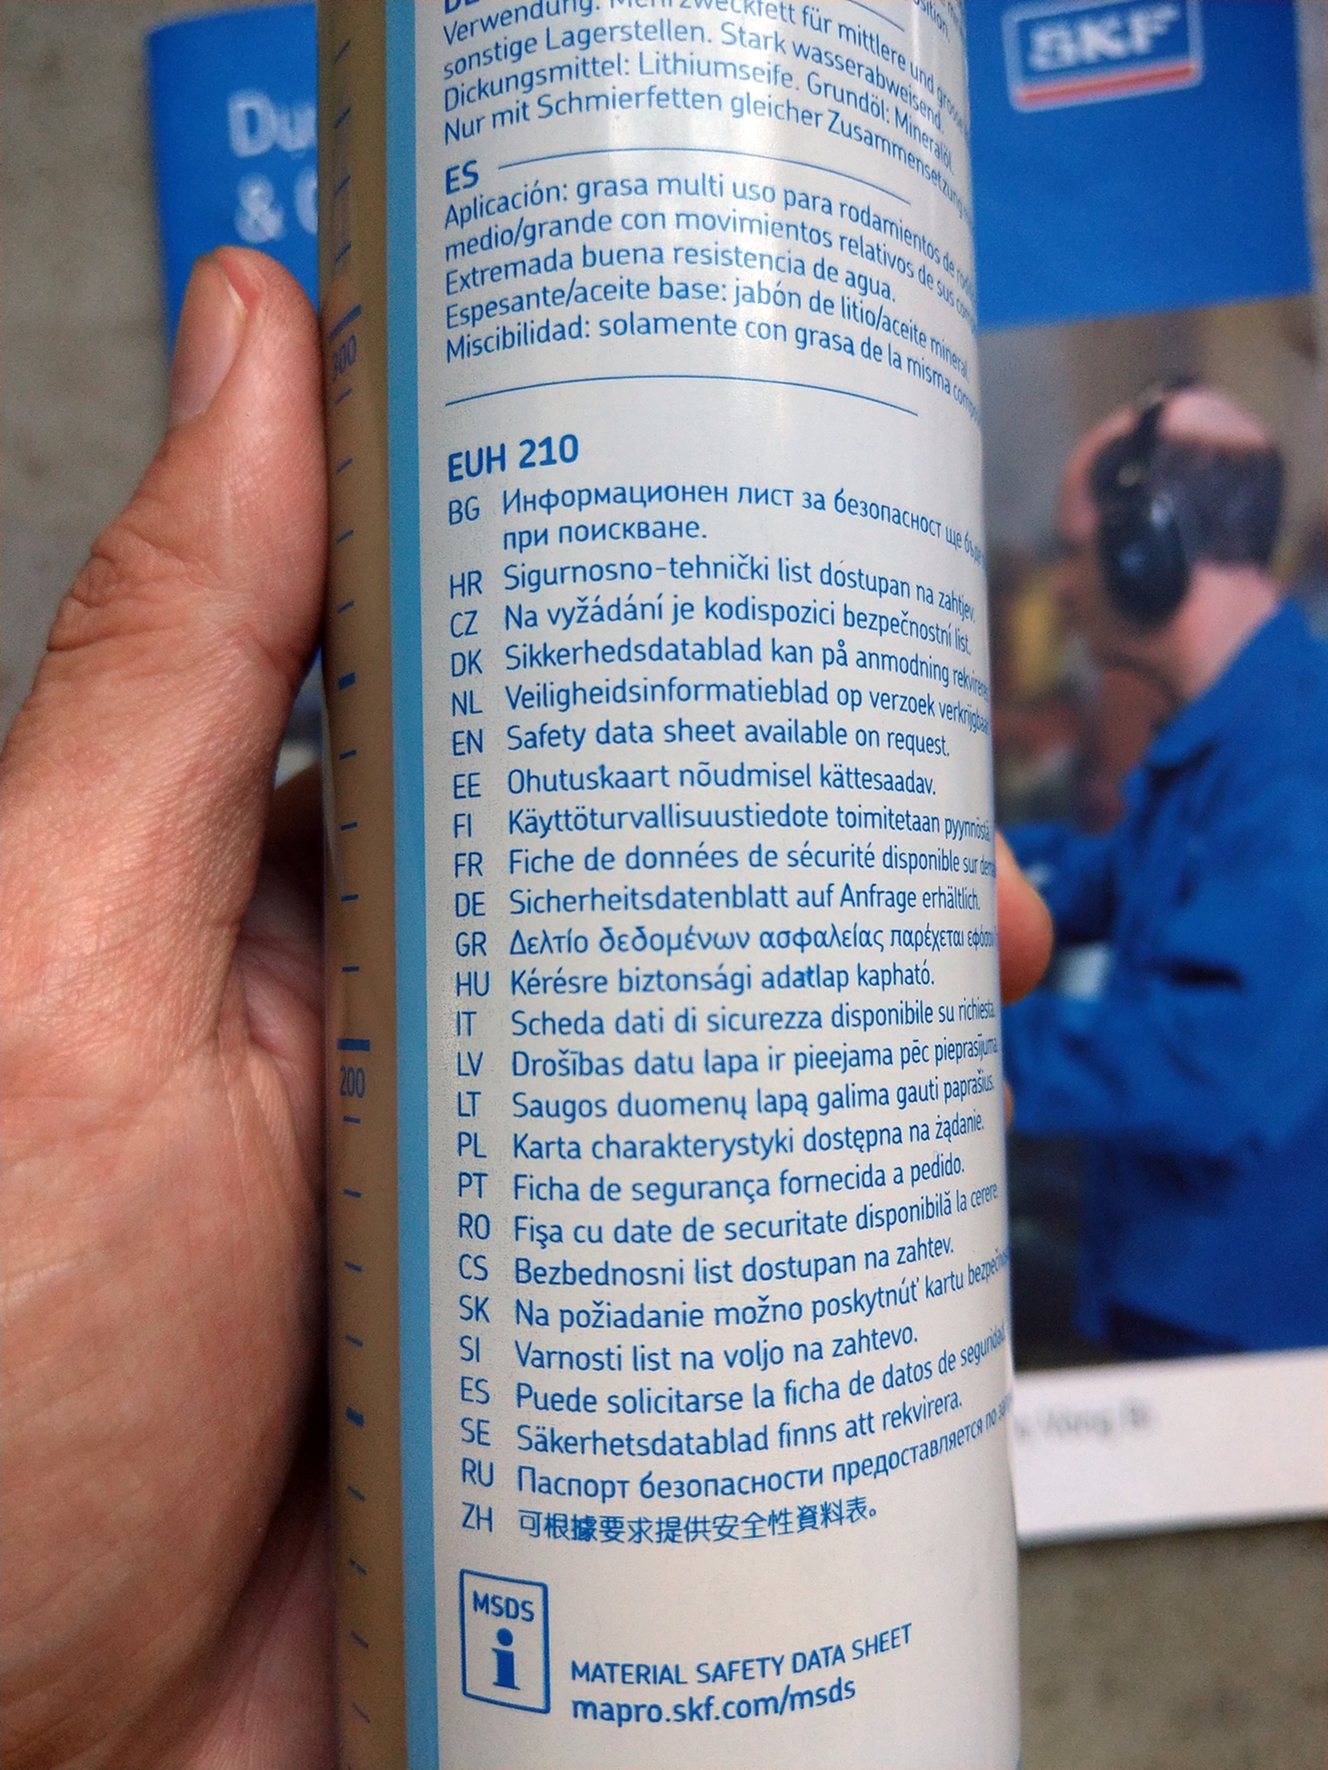 SKF
Verwendung: Mehrzweckfett für mittlere und
sonstige Lagerstellen. Stark wasserabweisend.
Dickungsmittel: Lithiumseife. Grundöl: Mineralöl.
Nur mit Schmierfetten gleicher Zusammensetzung
ES
Aplicación: grasa multi uso para rodamientos de
medio/grande con movimientos relativos de sus
Extremada buena resistencia de agua.
Espesante/aceite base: jabón de litio/aceite mineral.
Miscibilidad: solamente con grasa de la misma
300
EUH 210
BG Информационен лист за безопасност ще
при поискване.
HR Sigurnosno-tehnički list dostupan na zahtjev.
CZ Na vyžádání je kodispozici bezpečnostní list.
DK Sikkerhedsdatablad kan på anmodning
NL Veiligheidsinformatieblad op verzoek verkrijgbaar
EN Safety data sheet available on request.
EE Ohutuskaart nõudmisel kättesaadav.
FI Käyttöturvallisuustiedote toimitetaan pyynnöstä.
FR Fiche de données de sécurité disponible sur
DE Sicherheitsdatenblatt auf Anfrage erhältlich.
GR Δελτίο δεδομένων ασφαλείας παρέχεται
HU Kérésre biztonsági adatlap kapható.
IT Scheda dati di sicurezza disponibile su richiesta.
LV Drošības datu lapa ir pieejama pēc pieprasījuma.
LT Saugos duomenų lapą galima gauti paprašius.
200
PL Karta charakterystyki dostępna na żądanie.
PT Ficha de segurança fornecida a pedido.
RO Fişa cu date de securitate disponibilă la cerere.
CS Bezbednosni list dostupan na zahtev.
SK Na požiadanie možno poskytnúť kartu
SI Varnosti list na voljo na zahtevo.
ES Puede solicitarse la ficha de datos de seguridad.
SE Säkerhetsdatablad finns att rekvirera.
RU Паспорт безопасности предоставляется по
ZH 可根據要求提供安全性資料表。
MSDS
i
MATERIAL SAFETY DATA SHEET
mapro.skf.com/msds